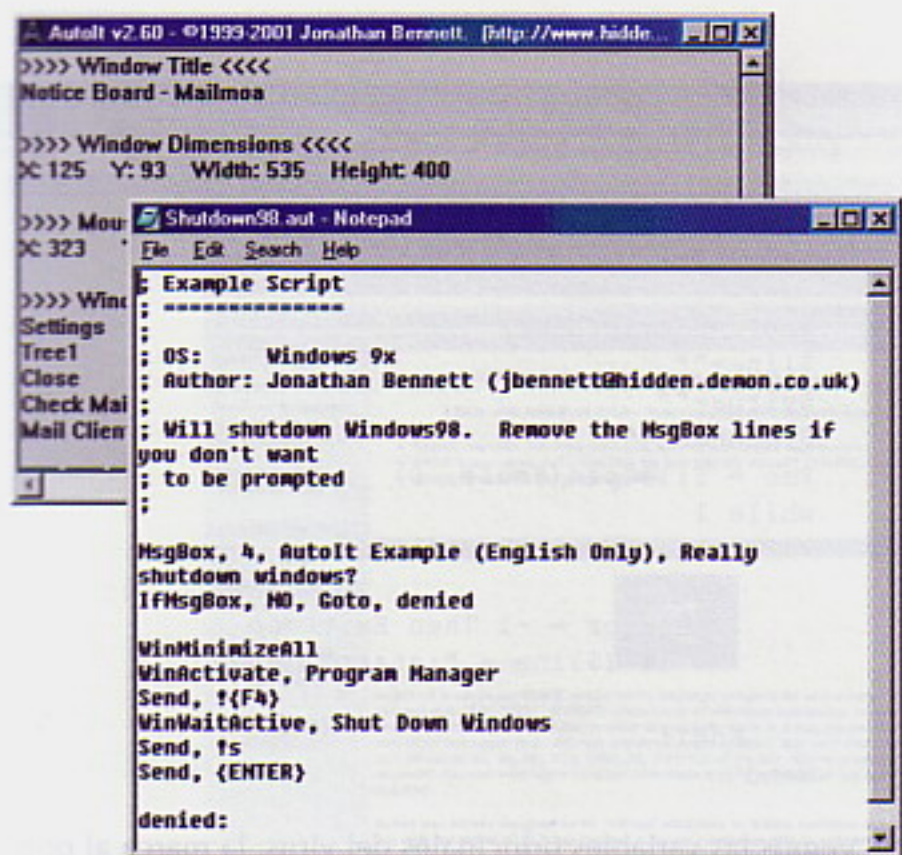 AutoIt v2.60 - ©1999-2001 Jonathan Bennett. [http://www.hidde...
>>>> Window Title <<<<
Notice Board - Mailmoa
>>>> Window Dimensions <<<<
X: 125 Y: 93 Width: 535 Height: 400
>>>> Mou
X: 323
>>>> Wind
Settings
Tree1
Close
Check Mai
Mail Clien
Shutdown98.aut - Notepad
File Edit Search Help
; Example Script
; --------------
;
; OS: Windows 9x
; Author: Jonathan Bennett (jbennett@hidden.demon.co.uk)
;
; Will shutdown Windows98. Remove the MsgBox lines if
you don't want
; to be prompted
;
MsgBox, 4, AutoIt Example (English Only), Really
shutdown windows?
IfMsgBox, NO, Goto, denied
WinMinimizeAll
WinActivate, Program Manager
Send, !{F4}
WinWaitActive, Shut Down Windows
Send, !s
Send, {ENTER}
denied: